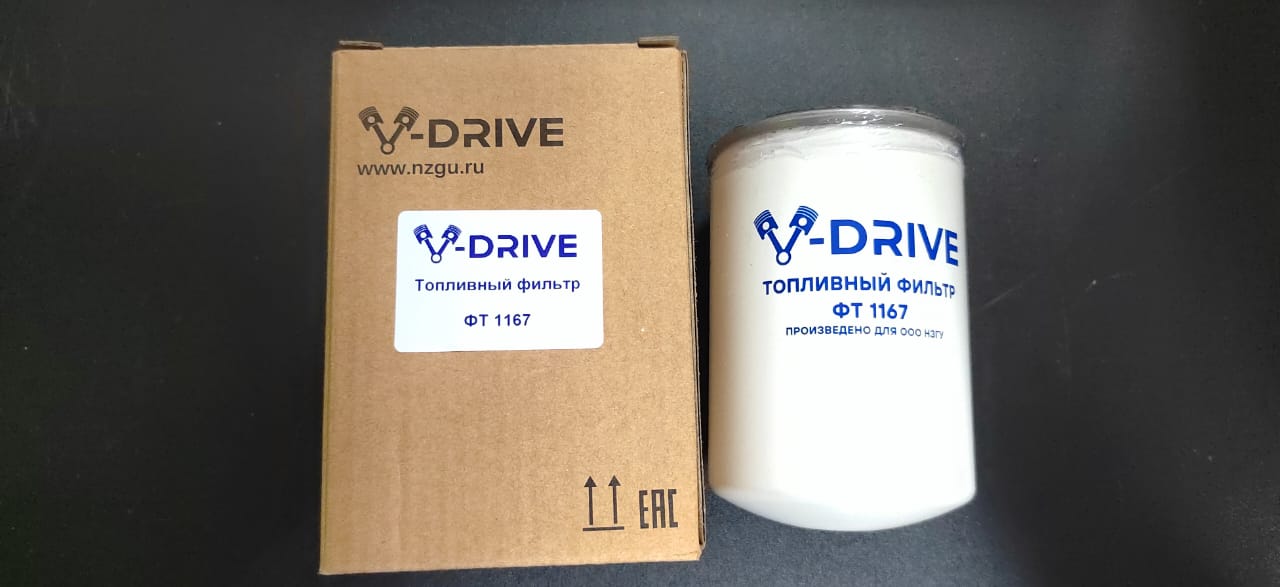 V-DRIVE
www.nzgu.ru
V-DRIVE
Топливный фильтр
ФТ 1167
EAC
V-DRIVE
ТОПЛИВНЫЙ ФИЛЬТР
ФТ 1167
ПРОИЗВЕДЕНО ДЛЯ ООО НЗГУ